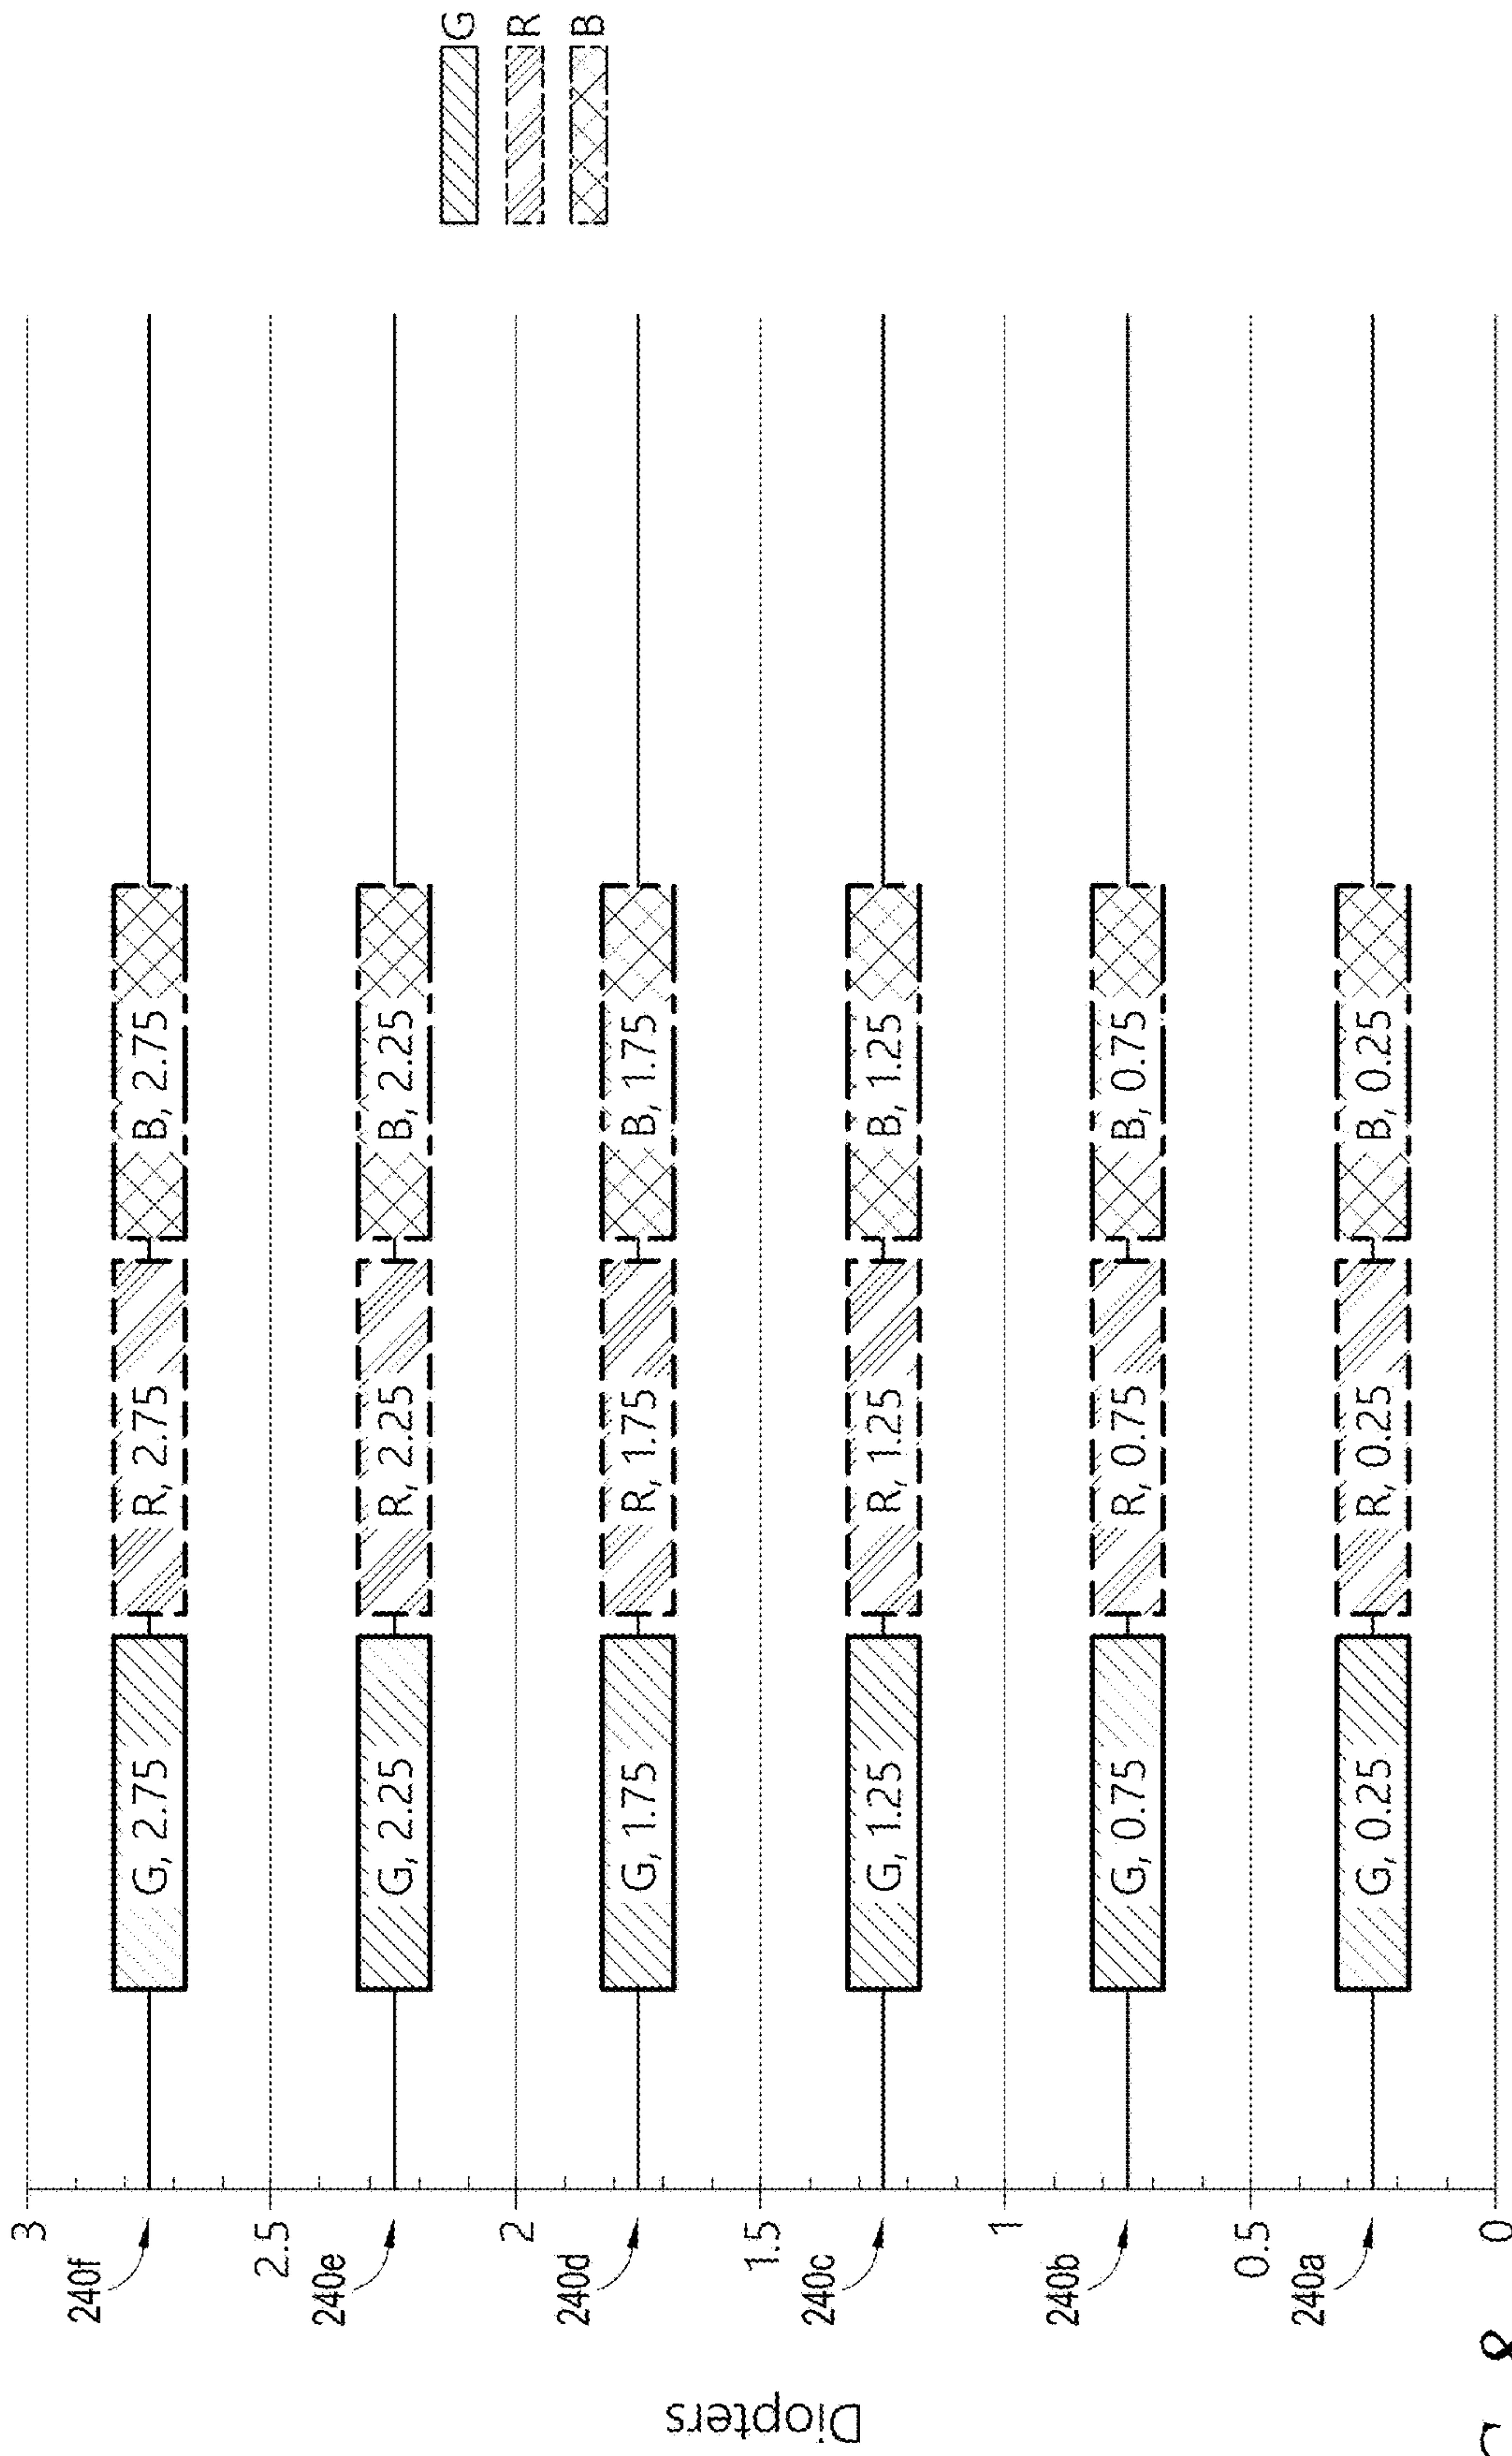 G
R
B
3
240f
G, 2.75
R, 2.75
B, 2.75
2.5
240e
G, 2.25
R, 2.25
B, 2.25
2
240d
G, 1.75
R, 1.75
B, 1.75
1.5
240c
G, 1.25
R, 1.25
B, 1.25
1
240b
G, 0.75
R, 0.75
B, 0.75
0.5
240a
G, 0.25
R, 0.25
B, 0.25
0
Diopters
8